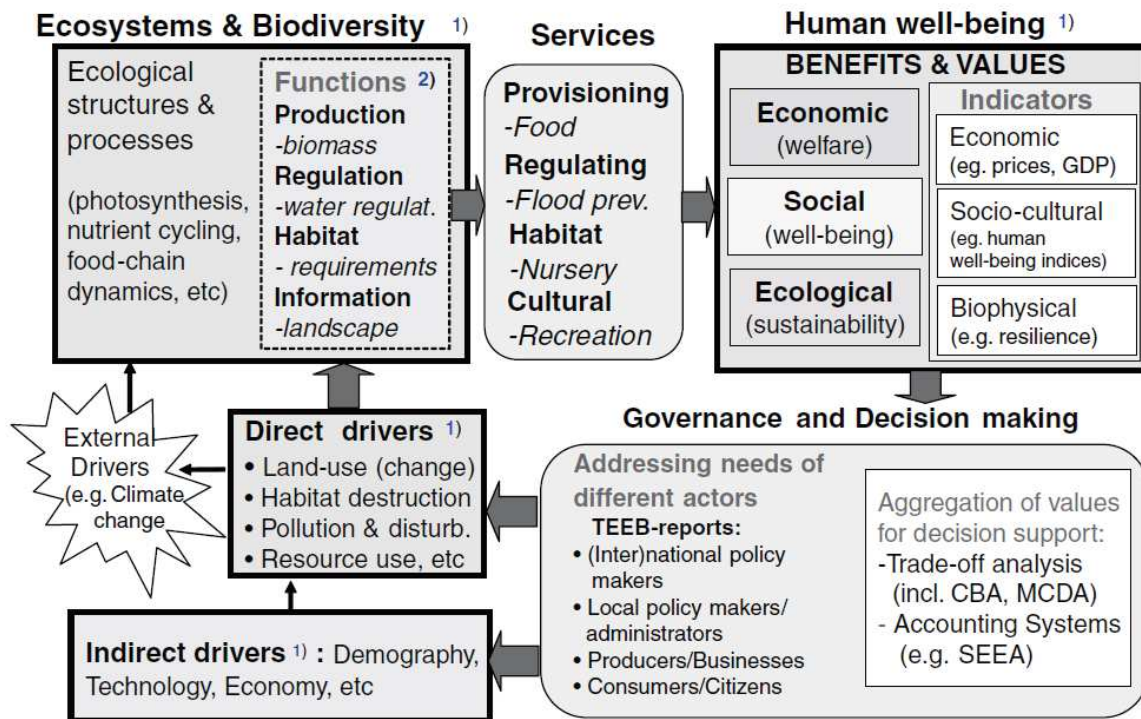 Ecosystems & Biodiversity 1)
Ecological
structures &
processes
(photosynthesis,
nutrient cycling,
food-chain
dynamics, etc)
Functions 2)
Production
-biomass
Regulation
-water regulat.
Habitat
- requirements
Information
-landscape
Services
Provisioning
-Food
Regulating
-Flood prev.
Habitat
-Nursery
Cultural
-Recreation
Human well-being 1)
BENEFITS & VALUES
Economic
(welfare)
Social
(well-being)
Ecological
(sustainability)
Indicators
Economic
(eg. prices, GDP)
Socio-cultural
(eg. human
well-being indices)
Biophysical
(e.g. resilience)
External
Drivers
(e.g. Climate
change
Direct drivers 1)
• Land-use (change)
• Habitat destruction
• Pollution & disturb.
• Resource use, etc
Governance and Decision making
Addressing needs of
different actors
TEEB-reports:
• (Inter)national policy
makers
• Local policy makers/
administrators
• Producers/Businesses
• Consumers/Citizens
Aggregation of values
for decision support:
-Trade-off analysis
(incl. CBA, MCDA)
- Accounting Systems
(e.g. SEEA)
Indirect drivers 1) : Demography,
Technology, Economy, etc